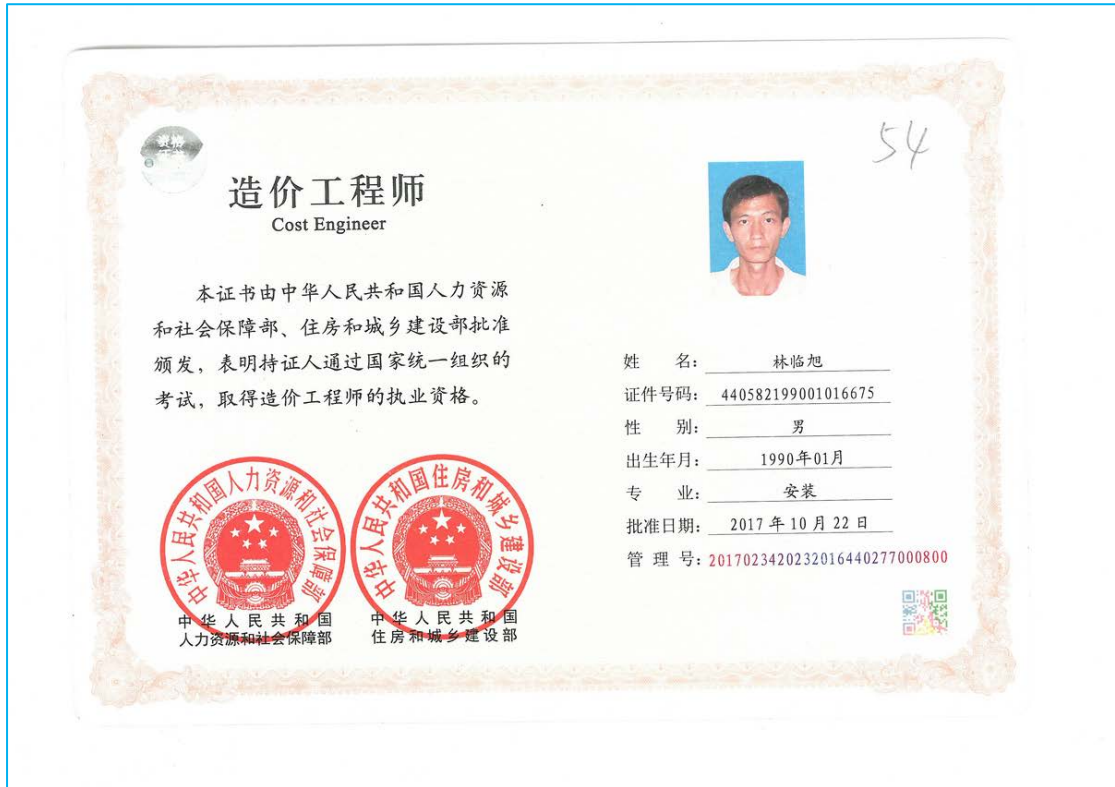 资格
54
造价工程师
Cost Engineer
本证书由中华人民共和国人力资源
和社会保障部、住房和城乡建设部批准
颁发，表明持证人通过国家统一组织的
考试，取得造价工程师的执业资格。
中华人民共和国人力资源和社会保障部
中华人民共和国
人力资源和社会保障部
中华人民共和国住房和城乡建设部
中华人民共和国
住房和城乡建设部
姓 名: 林临旭
证件号码: 440582199001016675
性 别: 男
出生年月: 1990年01月
专 业: 安装
批准日期: 2017 年 10 月 22 日
管 理 号: 2017023420232016440277000800